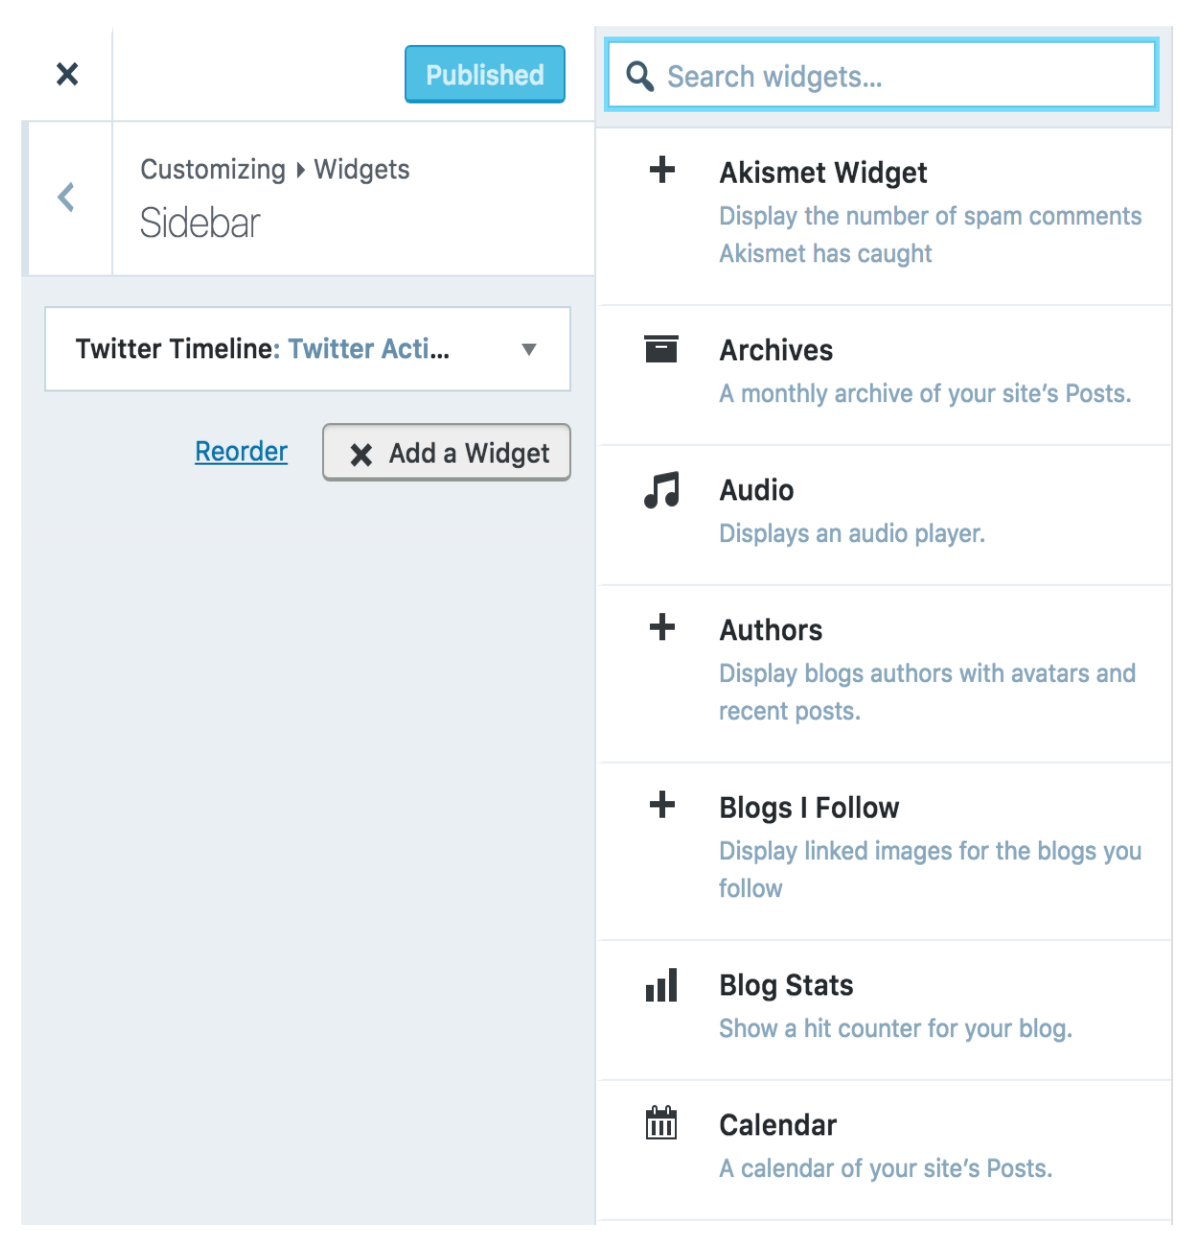 Published
Customizing ▸ Widgets
Sidebar
Twitter Timeline: Twitter Acti...
Reorder
Add a Widget
Search widgets...
Akismet Widget
Display the number of spam comments
Akismet has caught
Archives
A monthly archive of your site’s Posts.
Audio
Displays an audio player.
Authors
Display blogs authors with avatars and
recent posts.
Blogs I Follow
Display linked images for the blogs you
follow
Blog Stats
Show a hit counter for your blog.
Calendar
A calendar of your site’s Posts.